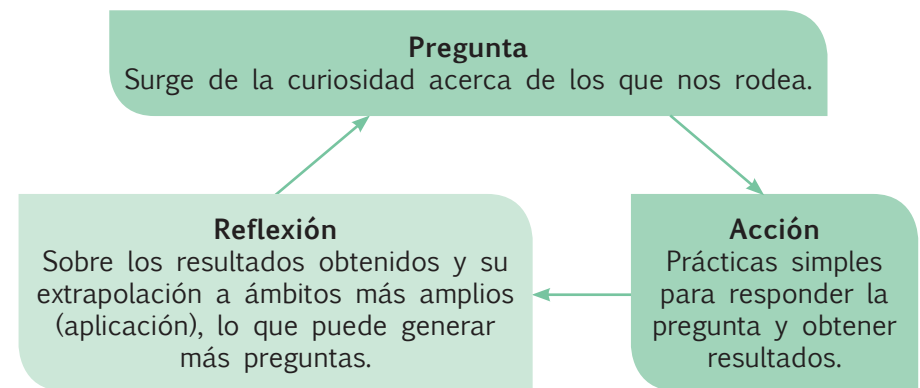 Pregunta
Surge de la curiosidad acerca de los que nos rodea.
Reflexión
Sobre los resultados obtenidos y su
extrapolación a ámbitos más amplios
(aplicación), lo que puede generar
más preguntas.
Acción
Prácticas simples
para responder la
pregunta y obtener
resultados.